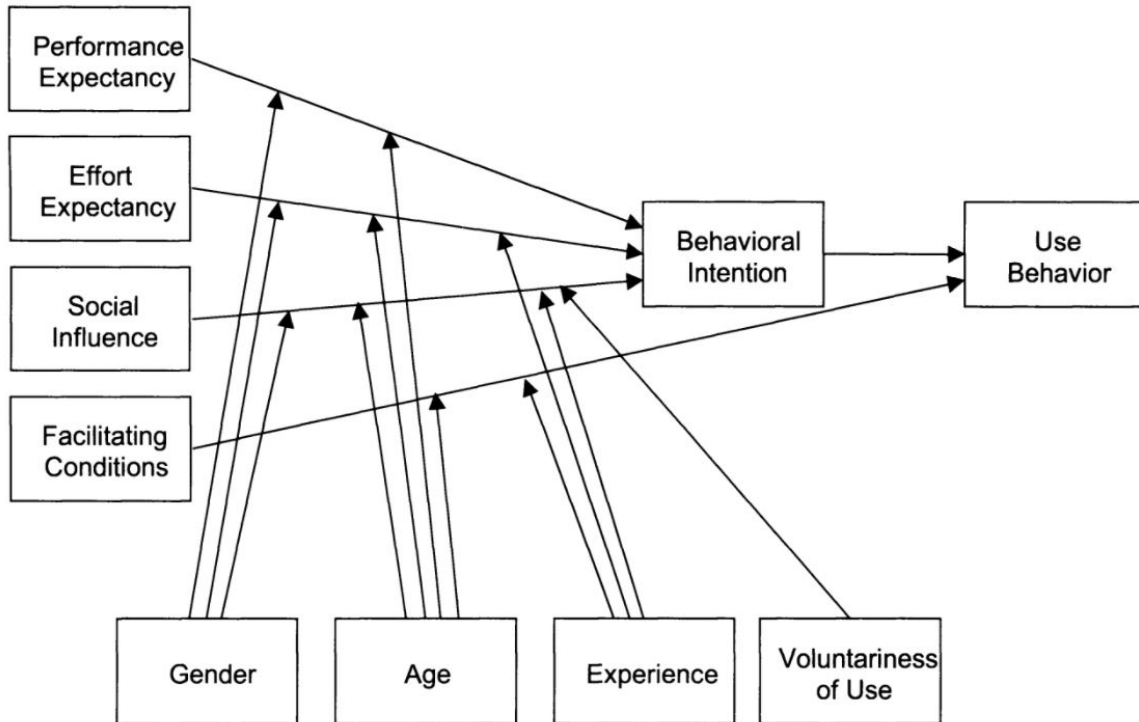 Performance
Expectancy
Effort
Expectancy
Social
Influence
Facilitating
Conditions
Behavioral
Intention
Use
Behavior
Gender
Age
Experience
Voluntariness
of Use